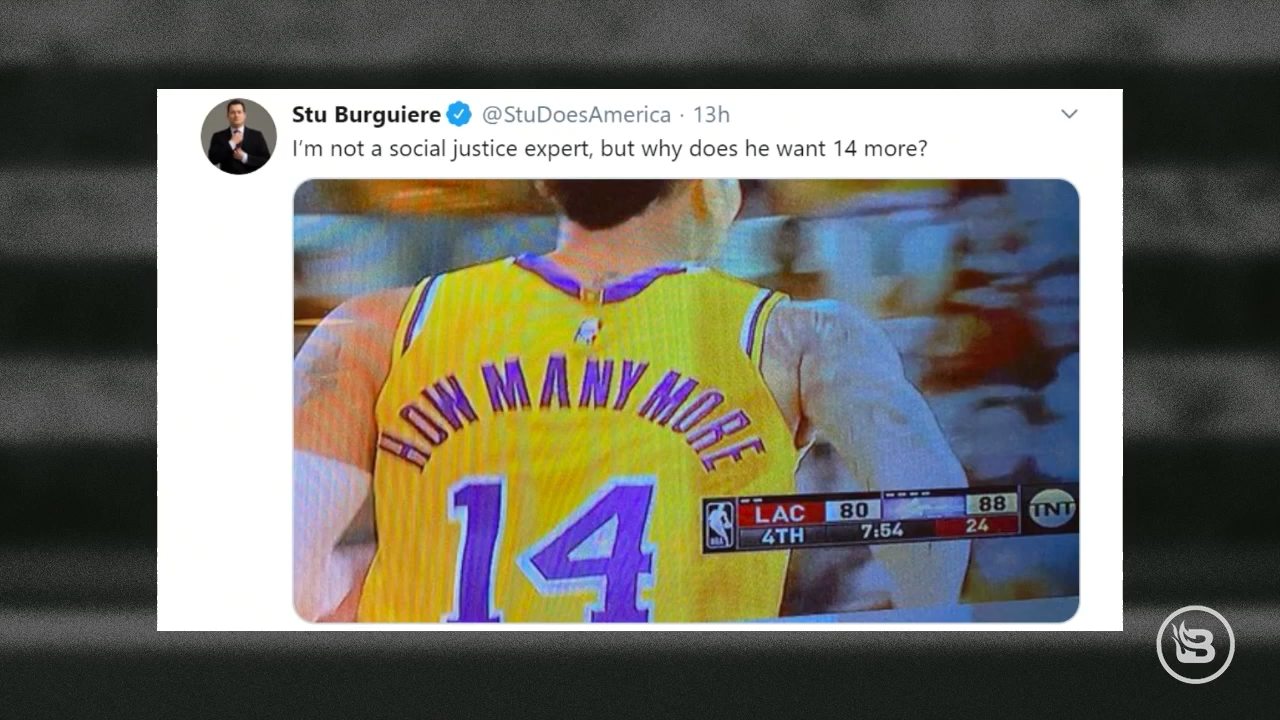 Stu Burguiere @StuDoesAmerica · 13h
I'm not a social justice expert, but why does he want 14 more?
HOW MANY MORE
14
LAC 80 88 TNT
4TH 7:54 24
B